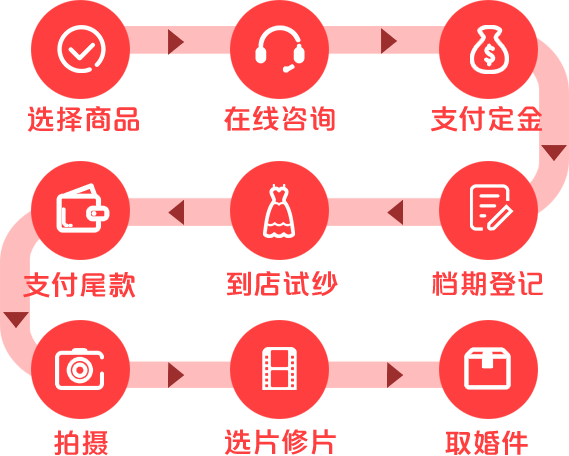 选择商品
在线咨询
支付定金
档期登记
到店试纱
支付尾款
拍摄
选片修片
取婚件